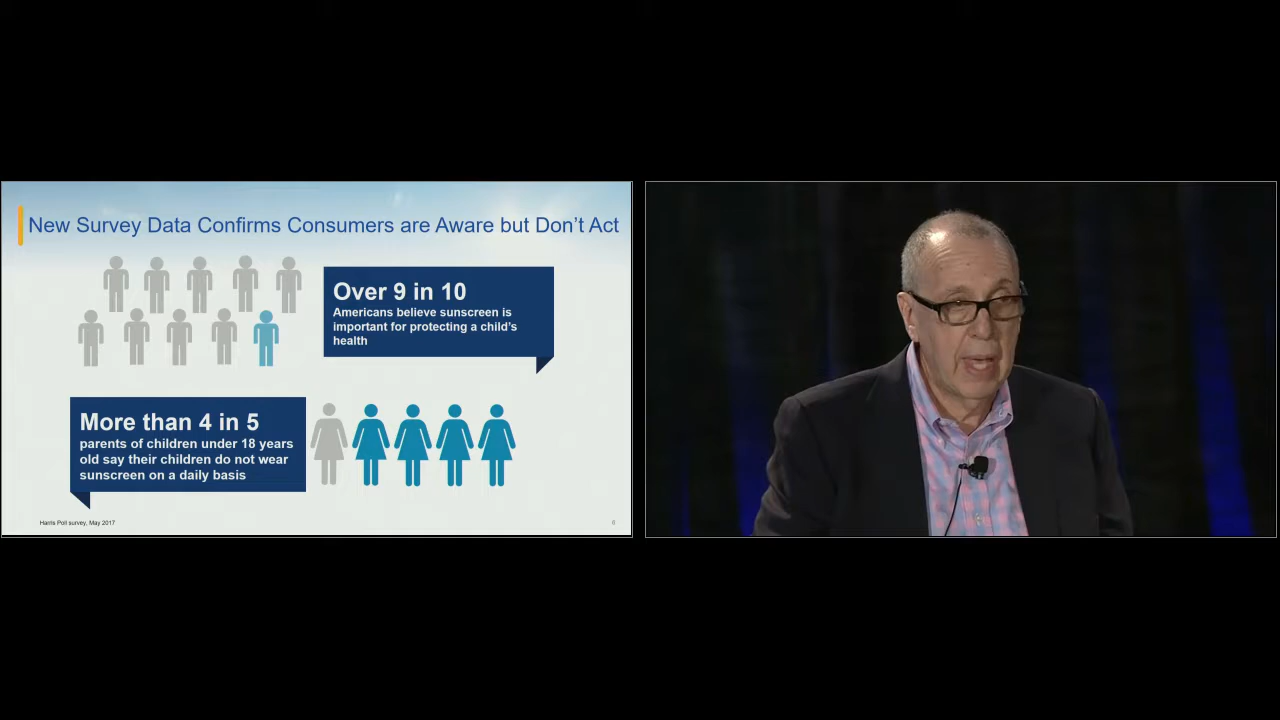 New Survey Data Confirms Consumers are Aware but Don't Act
Over 9 in 10
Americans believe sunscreen is
important for protecting a child's
health
More than 4 in 5
parents of children under 18 years
old say their children do not wear
sunscreen on a daily basis
Harris Poll survey, May 2017